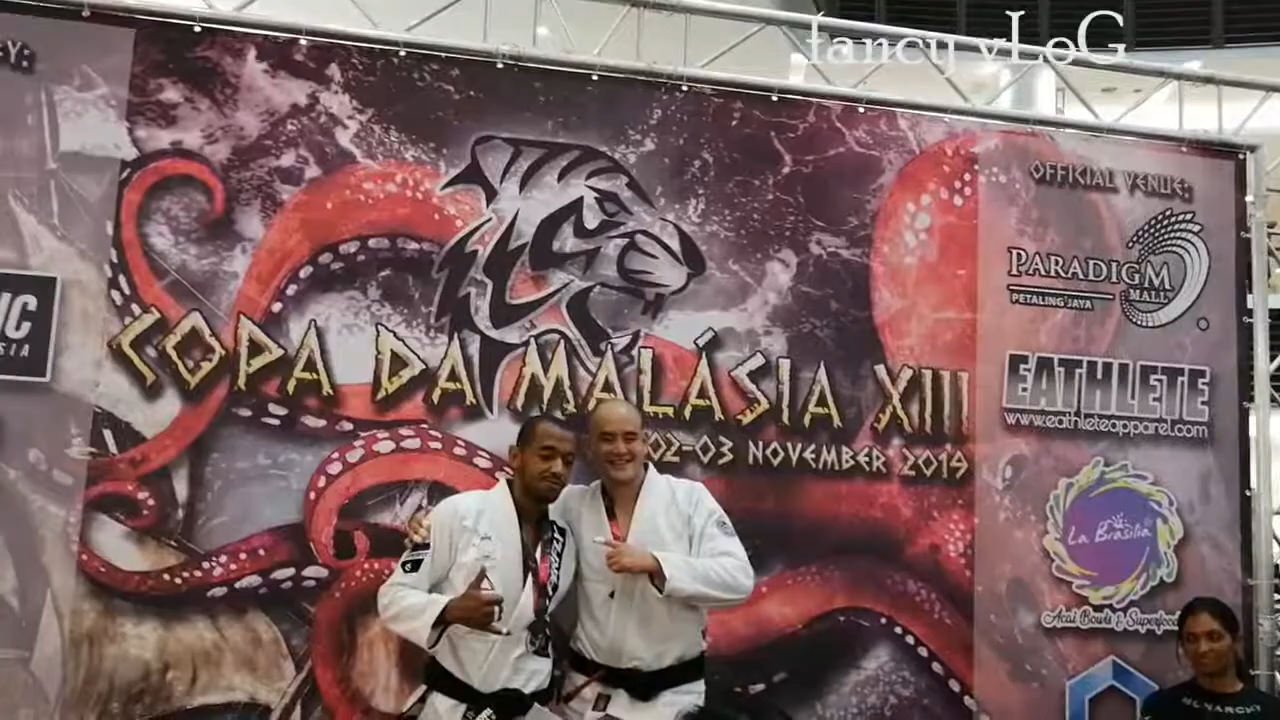 fancy vLoG
OFFICIAL VENUE:
PARADIGM
MALL
PETALING JAYA
COPA DA MALÁSIA XIII
02-03 NOVEMBER 2019
EATHLETE
www.eathleteapparel.com
La Brasilia
Acai Bowls & Superfood